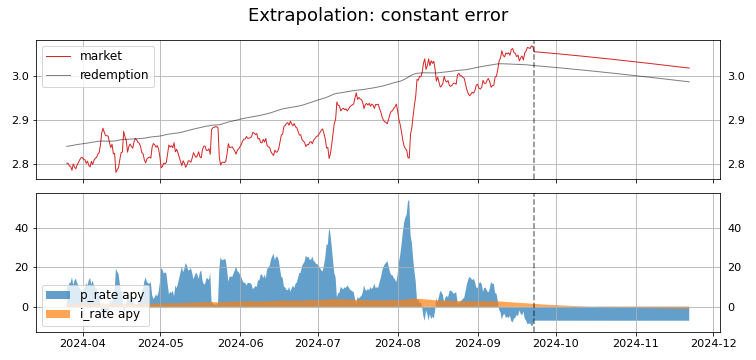 Extrapolation: constant error
market
redemption
3.0 3.0
2.9 2.9
2.8 2.8
40 40
20 20
0 0
p_rate apy
i_rate apy
2024-04 2024-05 2024-06 2024-07 2024-08 2024-09 2024-10 2024-11 2024-12